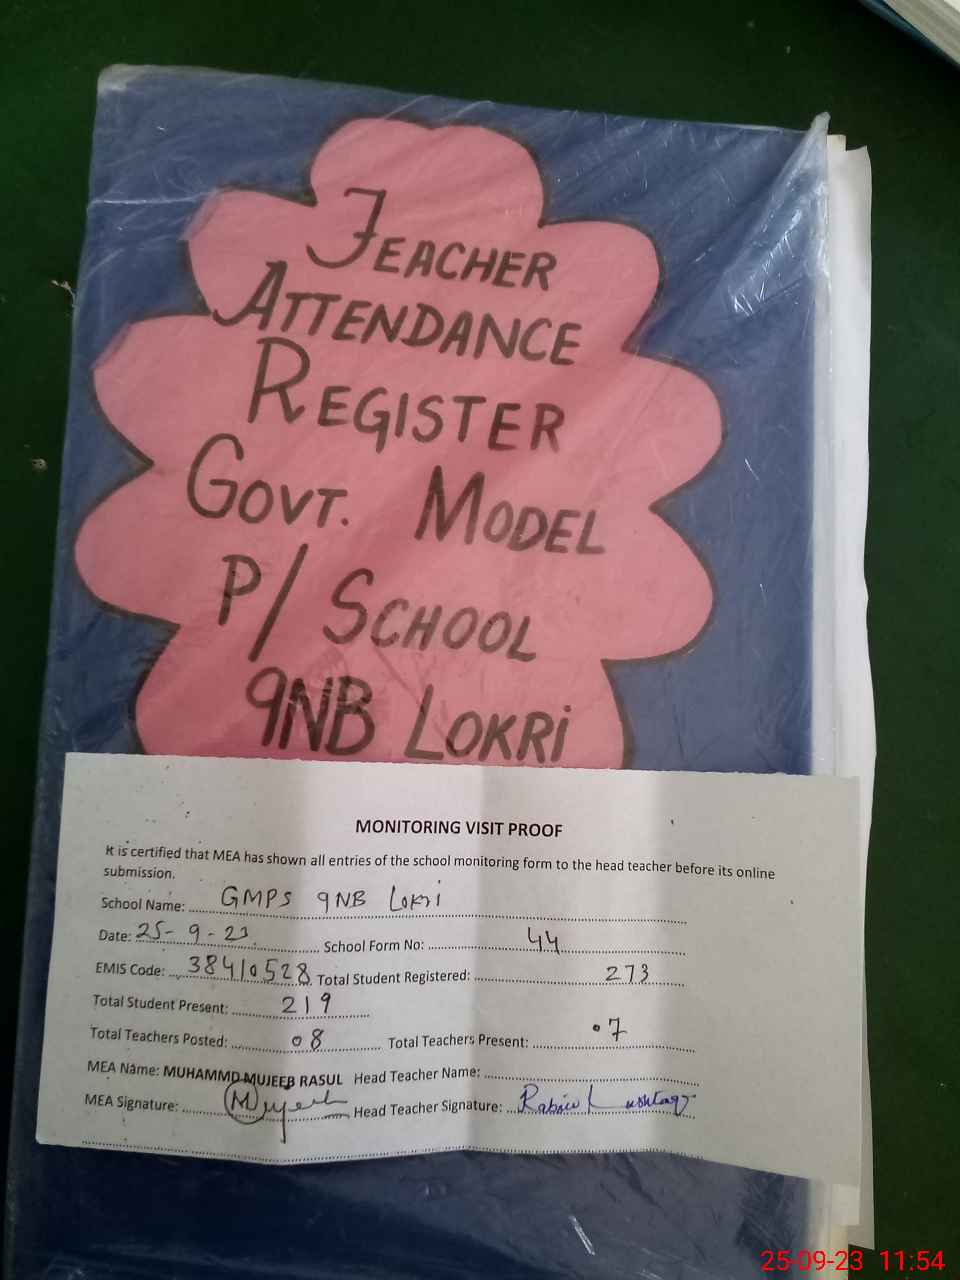 TEACHER
ATTENDANCE
REGISTER
GOVT. MODEL
P/ SCHOOL
9NB LOKRi
MONITORING VISIT PROOF
It is certified that MEA has shown all entries of the school monitoring form to the head teacher before its online
submission.
School Name: GMPS 9NB Lokri
Date: 25-9-23. School Form No: 44
EMIS Code: 38410528 Total Student Registered: 273
Total Student Present: 219
Total Teachers Posted: 08 Total Teachers Present: 07
MEA Name: MUHAMMD MUJEEB RASUL Head Teacher Name:
MEA Signature: Mujeeb Head Teacher Signature:
25-09-23 11:54